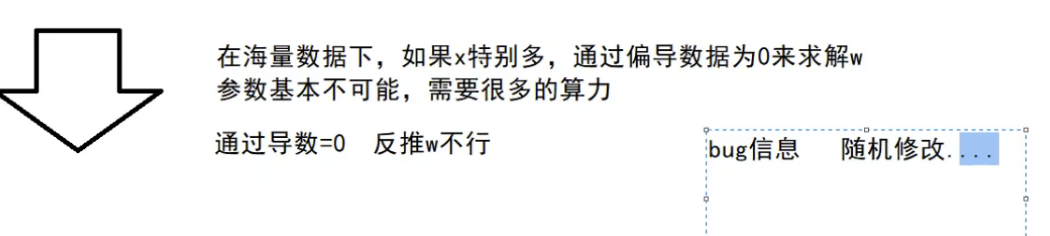 在海量数据下，如果x特别多，通过偏导数据为0来求解w
参数基本不可能，需要很多的算力
通过导数=0 反推w不行
bug信息 随机修改....